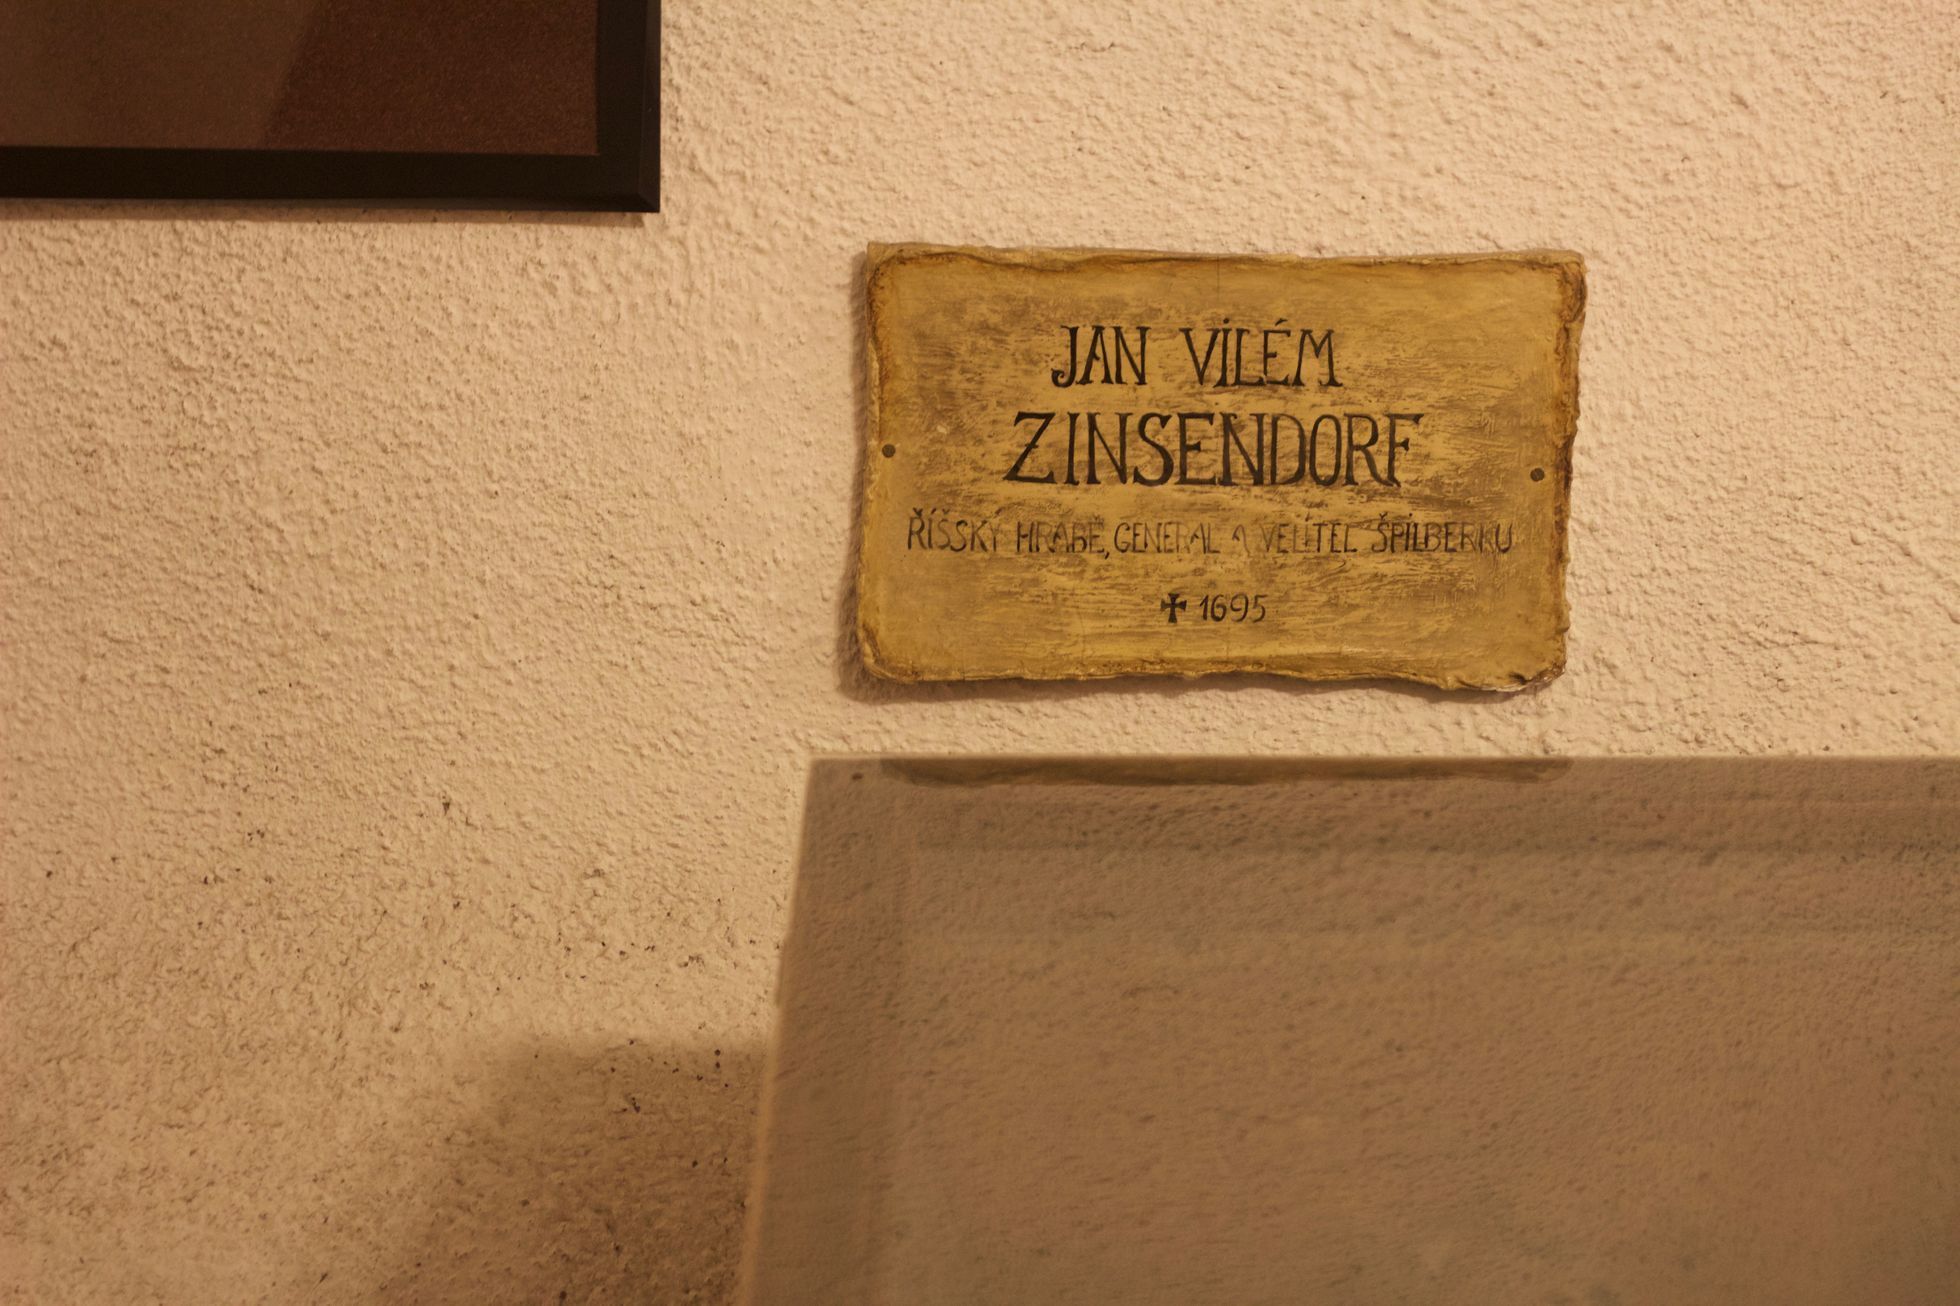 JAN VILÉM
ZINSENDORF
ŘÍŠSKÝ HRABĚ, GENERAL A VELITEL ŠPILBERKU
✝ 1695